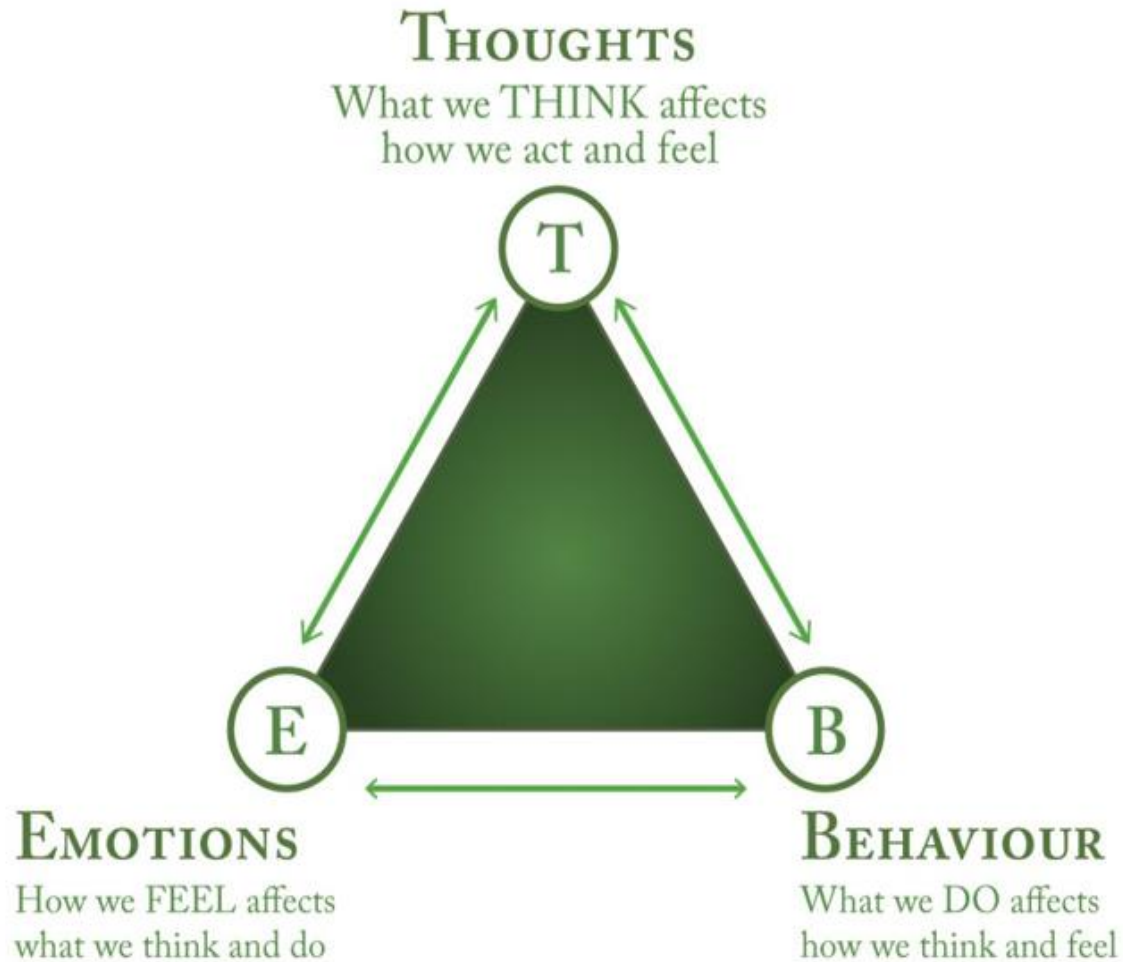 THOUGHTS
What we THINK affects
how we act and feel
T
E
B
EMOTIONS
How we FEEL affects
what we think and do
BEHAVIOUR
What we DO affects
how we think and feel